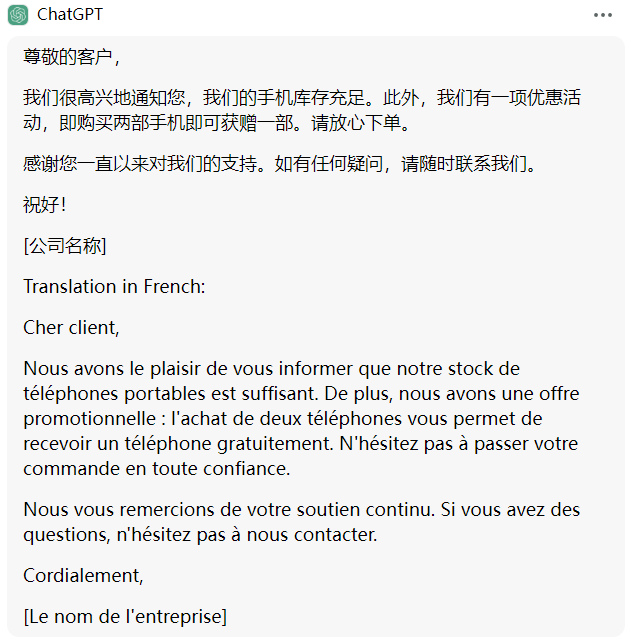 ChatGPT
尊敬的客户，
我们很高兴地通知您，我们的手机库存充足。此外，我们有一项优惠活
动，即购买两部手机即可获赠一部。请放心下单。
感谢您一直以来对我们的支持。如有任何疑问，请随时联系我们。
祝好！
[公司名称]
Translation in French:
Cher client,
Nous avons le plaisir de vous informer que notre stock de
téléphones portables est suffisant. De plus, nous avons une offre
promotionnelle : l'achat de deux téléphones vous permet de
recevoir un téléphone gratuitement. N'hésitez pas à passer votre
commande en toute confiance.
Nous vous remercions de votre soutien continu. Si vous avez des
questions, n'hésitez pas à nous contacter.
Cordialement,
[Le nom de l'entreprise]